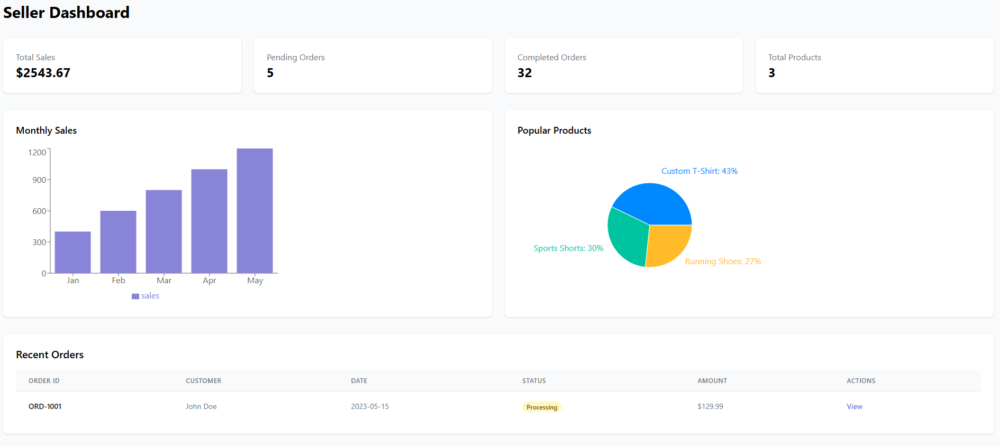 Seller Dashboard
Total Sales
$2543.67
Pending Orders
5
Completed Orders
32
Total Products
3
Monthly Sales
1200
900
600
300
0
Jan Feb Mar Apr May
sales
Popular Products
Custom T-Shirt: 43%
Sports Shorts: 30%
Running Shoes: 27%
Recent Orders
ORDER ID CUSTOMER DATE STATUS AMOUNT ACTIONS
ORD-1001 John Doe 2023-05-15 Processing $129.99 View